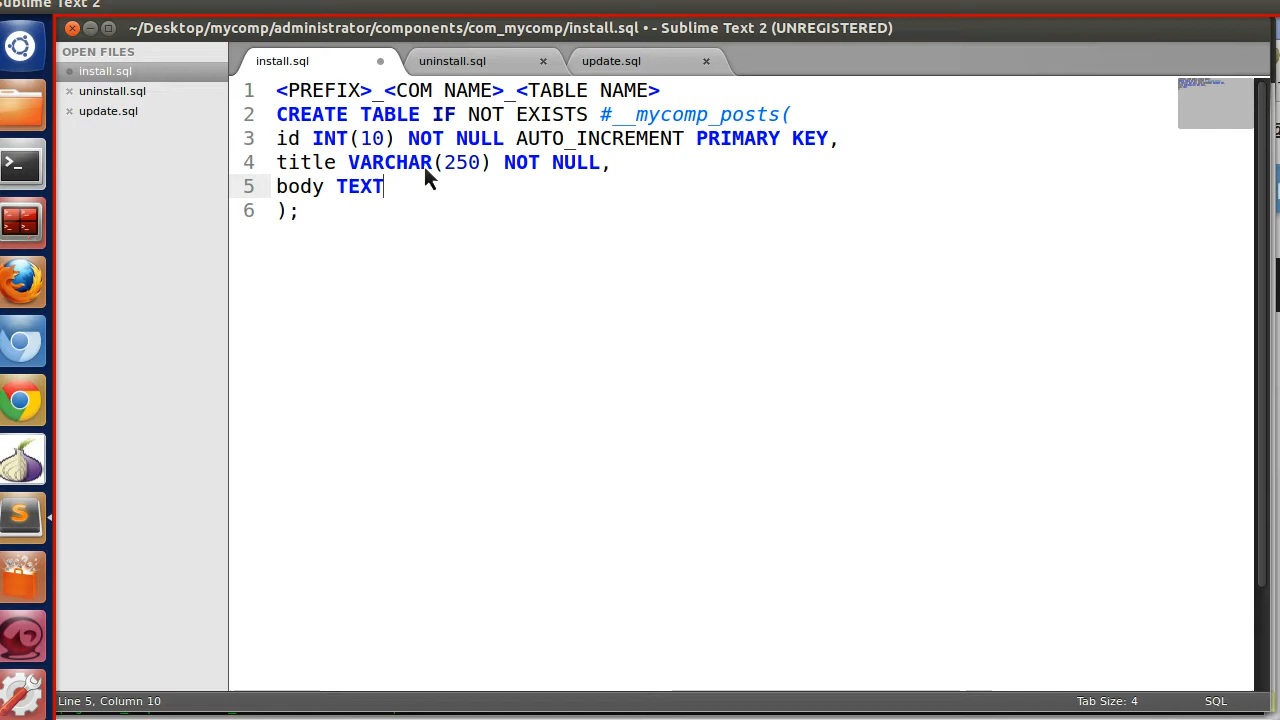 Sublime Text 2
~/Desktop/mycomp/administrator/components/com_mycomp/install.sql • - Sublime Text 2 (UNREGISTERED)
OPEN FILES
install.sql
uninstall.sql
update.sql
install.sql
uninstall.sql
update.sql
1 <PREFIX>_<COM NAME>_<TABLE NAME>
2 CREATE TABLE IF NOT EXISTS #__mycomp_posts(
3 id INT(10) NOT NULL AUTO_INCREMENT PRIMARY KEY,
4 title VARCHAR(250) NOT NULL,
5 body TEXT
6 );
Line 5, Column 10
Tab Size: 4
SQL